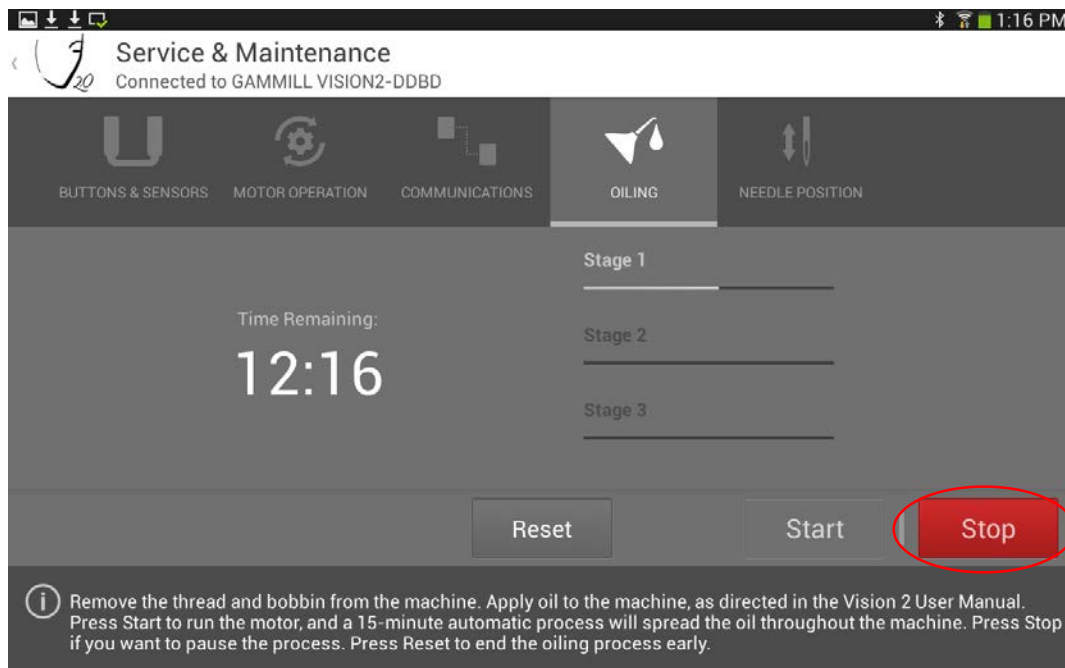 1:16 PM
Service & Maintenance
20
Connected to GAMMILL VISION2-DDBD
BUTTONS & SENSORS
MOTOR OPERATION
COMMUNICATIONS
OILING
NEEDLE POSITION
Stage 1
Time Remaining:
12:16
Stage 2
Stage 3
Reset
Start
Stop
Remove the thread and bobbin from the machine. Apply oil to the machine, as directed in the Vision 2 User Manual.
Press Start to run the motor, and a 15-minute automatic process will spread the oil throughout the machine. Press Stop
if you want to pause the process. Press Reset to end the oiling process early.